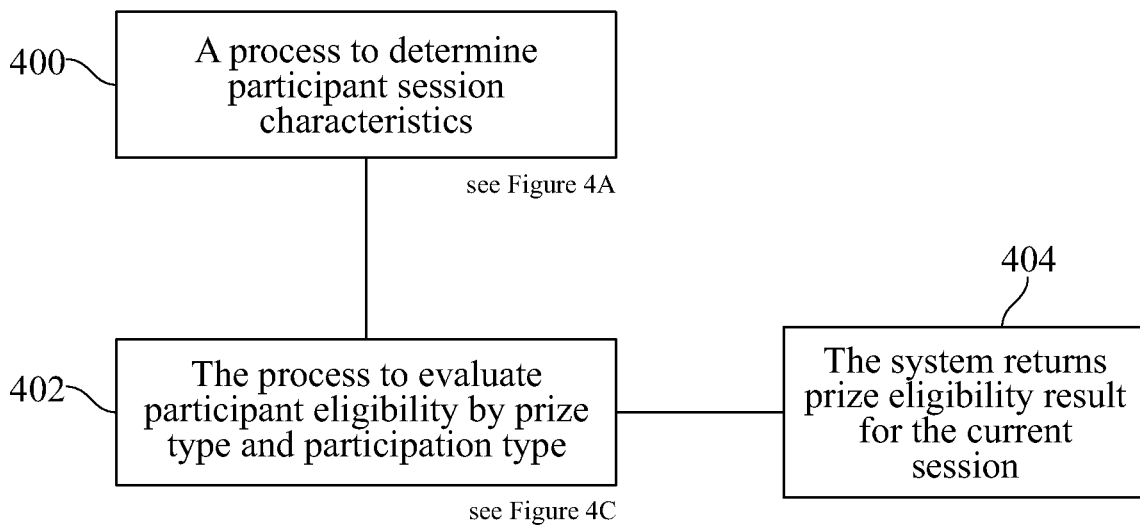 400
A process to determine
participant session
characteristics
see Figure 4A
404
402
The process to evaluate
participant eligibility by prize
type and participation type
see Figure 4C
The system returns
prize eligibility result
for the current
session